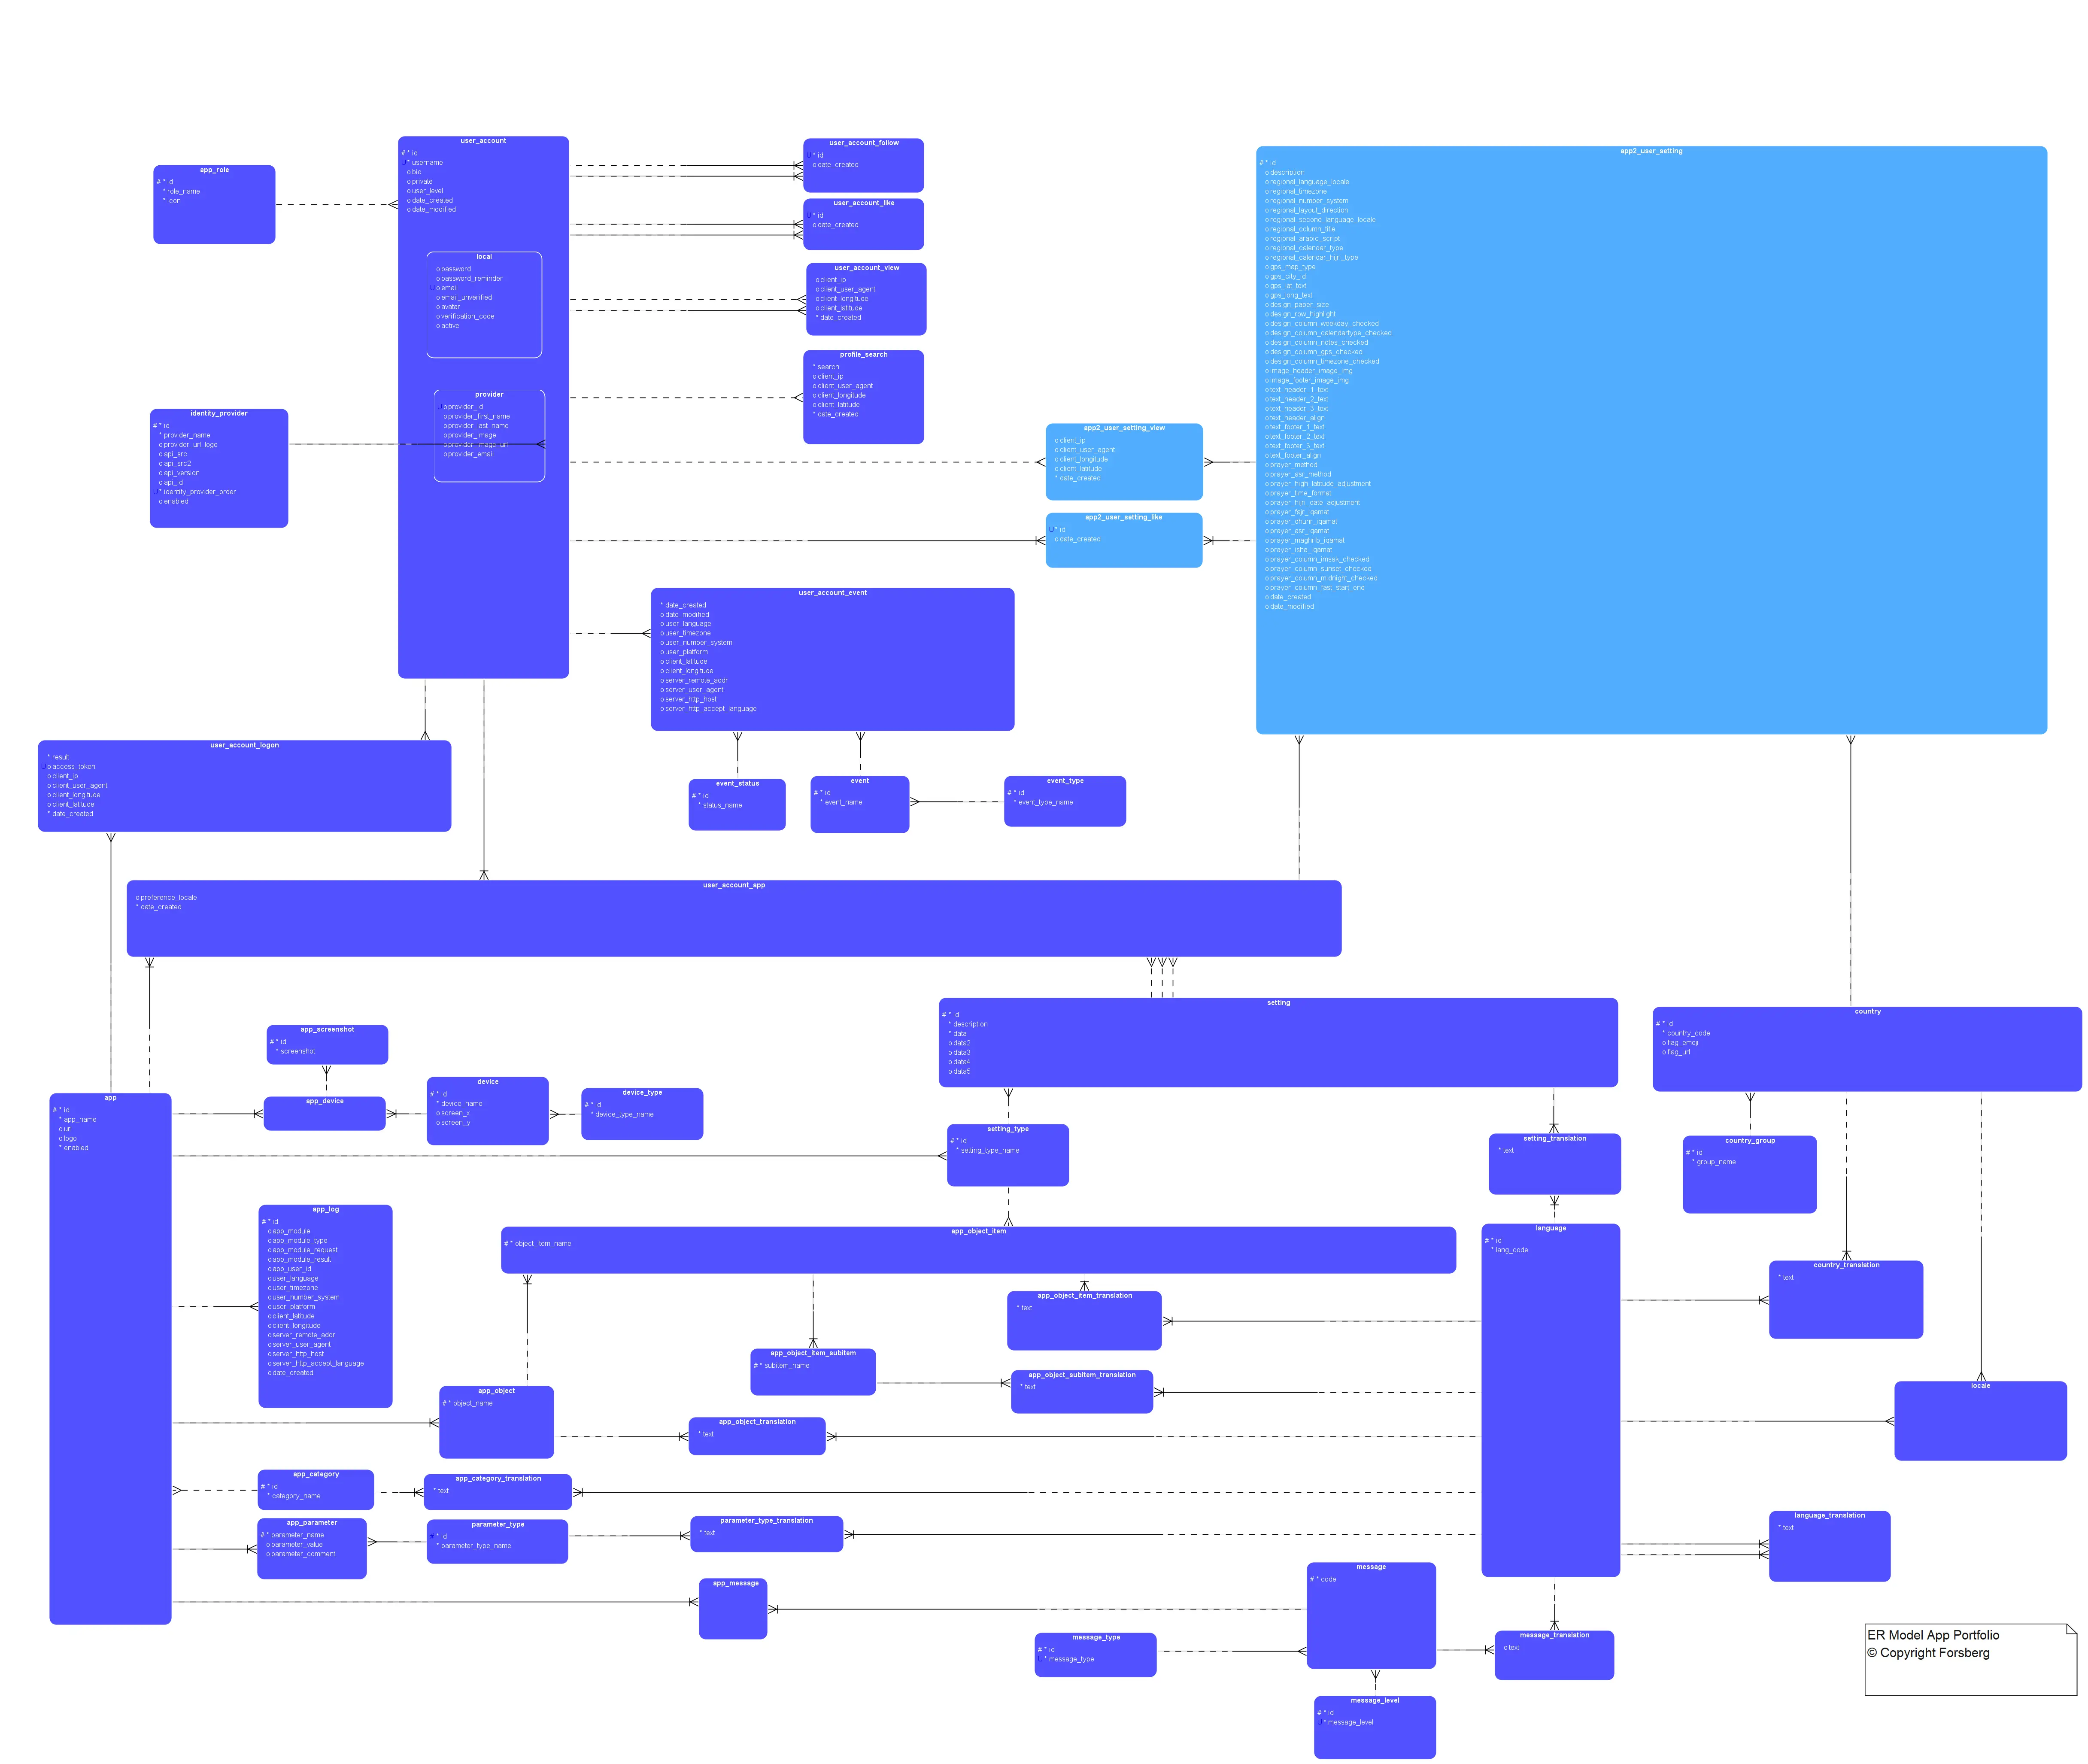 user_account
# * id
U * username
o bio
o private
o user_level
o date_created
o date_modified
local
o password
o password_reminder
U o email
o email_unverified
o avatar
o verification_code
o active
provider
U o provider_id
o provider_first_name
o provider_last_name
o provider_image
o provider_image_url
o provider_email
app_role
# * id
* role_name
* icon
identity_provider
# * id
* provider_name
o provider_url_logo
o api_src
o api_src2
o api_version
o api_id
U * identity_provider_order
o enabled
user_account_follow
U * id
o date_created
user_account_like
U * id
o date_created
user_account_view
o client_ip
o client_user_agent
o client_longitude
o client_latitude
* date_created
profile_search
* search
o client_ip
o client_user_agent
o client_longitude
o client_latitude
* date_created
app2_user_setting_view
o client_ip
o client_user_agent
o client_longitude
o client_latitude
* date_created
app2_user_setting_like
U * id
o date_created
app2_user_setting
# * id
o description
o regional_language_locale
o regional_timezone
o regional_number_system
o regional_layout_direction
o regional_second_language_locale
o regional_column_title
o regional_arabic_script
o regional_calendar_type
o regional_calendar_hijri_type
o gps_map_type
o gps_city_id
o gps_lat_text
o gps_long_text
o design_paper_size
o design_row_highlight
o design_column_weekday_checked
o design_column_calendartype_checked
o design_column_notes_checked
o design_column_gps_checked
o design_column_timezone_checked
o image_header_image_img
o image_footer_image_img
o text_header_1_text
o text_header_2_text
o text_header_3_text
o text_header_align
o text_footer_1_text
o text_footer_2_text
o text_footer_3_text
o text_footer_align
o prayer_method
o prayer_asr_method
o prayer_high_latitude_adjustment
o prayer_time_format
o prayer_hijri_date_adjustment
o prayer_fajr_iqamat
o prayer_dhuhr_iqamat
o prayer_asr_iqamat
o prayer_maghrib_iqamat
o prayer_isha_iqamat
o prayer_column_imsak_checked
o prayer_column_sunset_checked
o prayer_column_midnight_checked
o prayer_column_fast_start_end
o date_created
o date_modified
user_account_event
* date_created
o date_modified
o user_language
o user_timezone
o user_number_system
o user_platform
o client_latitude
o client_longitude
o server_remote_addr
o server_user_agent
o server_http_host
o server_http_accept_language
user_account_logon
* result
U o access_token
o client_ip
o client_user_agent
o client_longitude
o client_latitude
* date_created
event_status
# * id
* status_name
event
# * id
* event_name
event_type
# * id
* event_type_name
user_account_app
o preference_locale
* date_created
setting
# * id
* description
* data
o data2
o data3
o data4
o data5
country
# * id
* country_code
o flag_emoji
o flag_url
app_screenshot
# * id
* screenshot
app
# * id
* app_name
o url
o logo
* enabled
app_device
device
# * id
* device_name
o screen_x
o screen_y
device_type
# * id
* device_type_name
setting_type
# * id
* setting_type_name
setting_translation
* text
country_group
# * id
* group_name
app_log
# * id
o app_module
o app_module_type
o app_module_request
o app_module_result
o app_user_id
o user_language
o user_timezone
o user_number_system
o user_platform
o client_latitude
o client_longitude
o server_remote_addr
o server_user_agent
o server_http_host
o server_http_accept_language
o date_created
app_object_item
# * object_item_name
language
# * id
* lang_code
country_translation
* text
app_object_item_translation
* text
app_object_item_subitem
# * subitem_name
app_object_subitem_translation
* text
app_object
# * object_name
locale
app_object_translation
* text
app_category
# * id
* category_name
app_category_translation
* text
app_parameter
# * parameter_name
o parameter_value
o parameter_comment
parameter_type
# * id
* parameter_type_name
parameter_type_translation
* text
language_translation
* text
app_message
message
# * code
message_type
# * id
U * message_type
message_translation
o text
message_level
# * id
U * message_level
ER Model App Portfolio
© Copyright Forsberg